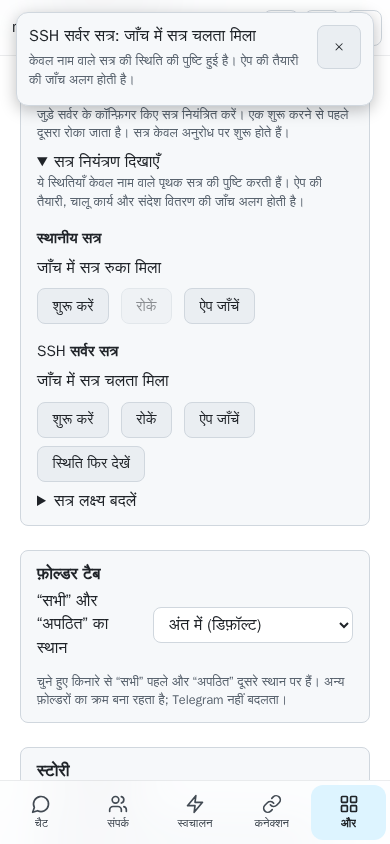 SSH सर्वर सत्र: जाँच में सत्र चलता मिला
केवल नाम वाले सत्र की स्थिति की पुष्टि हुई है। ऐप की तैयारी
की जाँच अलग होती है।
×
जुड़े सर्वर के कॉन्फ़िगर किए सत्र नियंत्रित करें। एक शुरू करने से पहले
दूसरा रोका जाता है। सत्र केवल अनुरोध पर शुरू होते हैं।
▼ सत्र नियंत्रण दिखाएँ
ये स्थितियाँ केवल नाम वाले पृथक सत्र की पुष्टि करती हैं। ऐप की
तैयारी, चालू कार्य और संदेश वितरण की जाँच अलग होती है।
स्थानीय सत्र
जाँच में सत्र रुका मिला
शुरू करें रोकें ऐप जाँचें
SSH सर्वर सत्र
जाँच में सत्र चलता मिला
शुरू करें रोकें ऐप जाँचें
स्थिति फिर देखें
▶ सत्र लक्ष्य बदलें
फ़ोल्डर टैब
“सभी” और
“अपठित” का
स्थान
अंत में (डिफ़ॉल्ट)
चुने हुए किनारे से “सभी” पहले और “अपठित” दूसरे स्थान पर हैं। अन्य
फ़ोल्डरों का क्रम बना रहता है; Telegram नहीं बदलता।
स्टोरी
चैट संपर्क स्वचालन कनेक्शन और